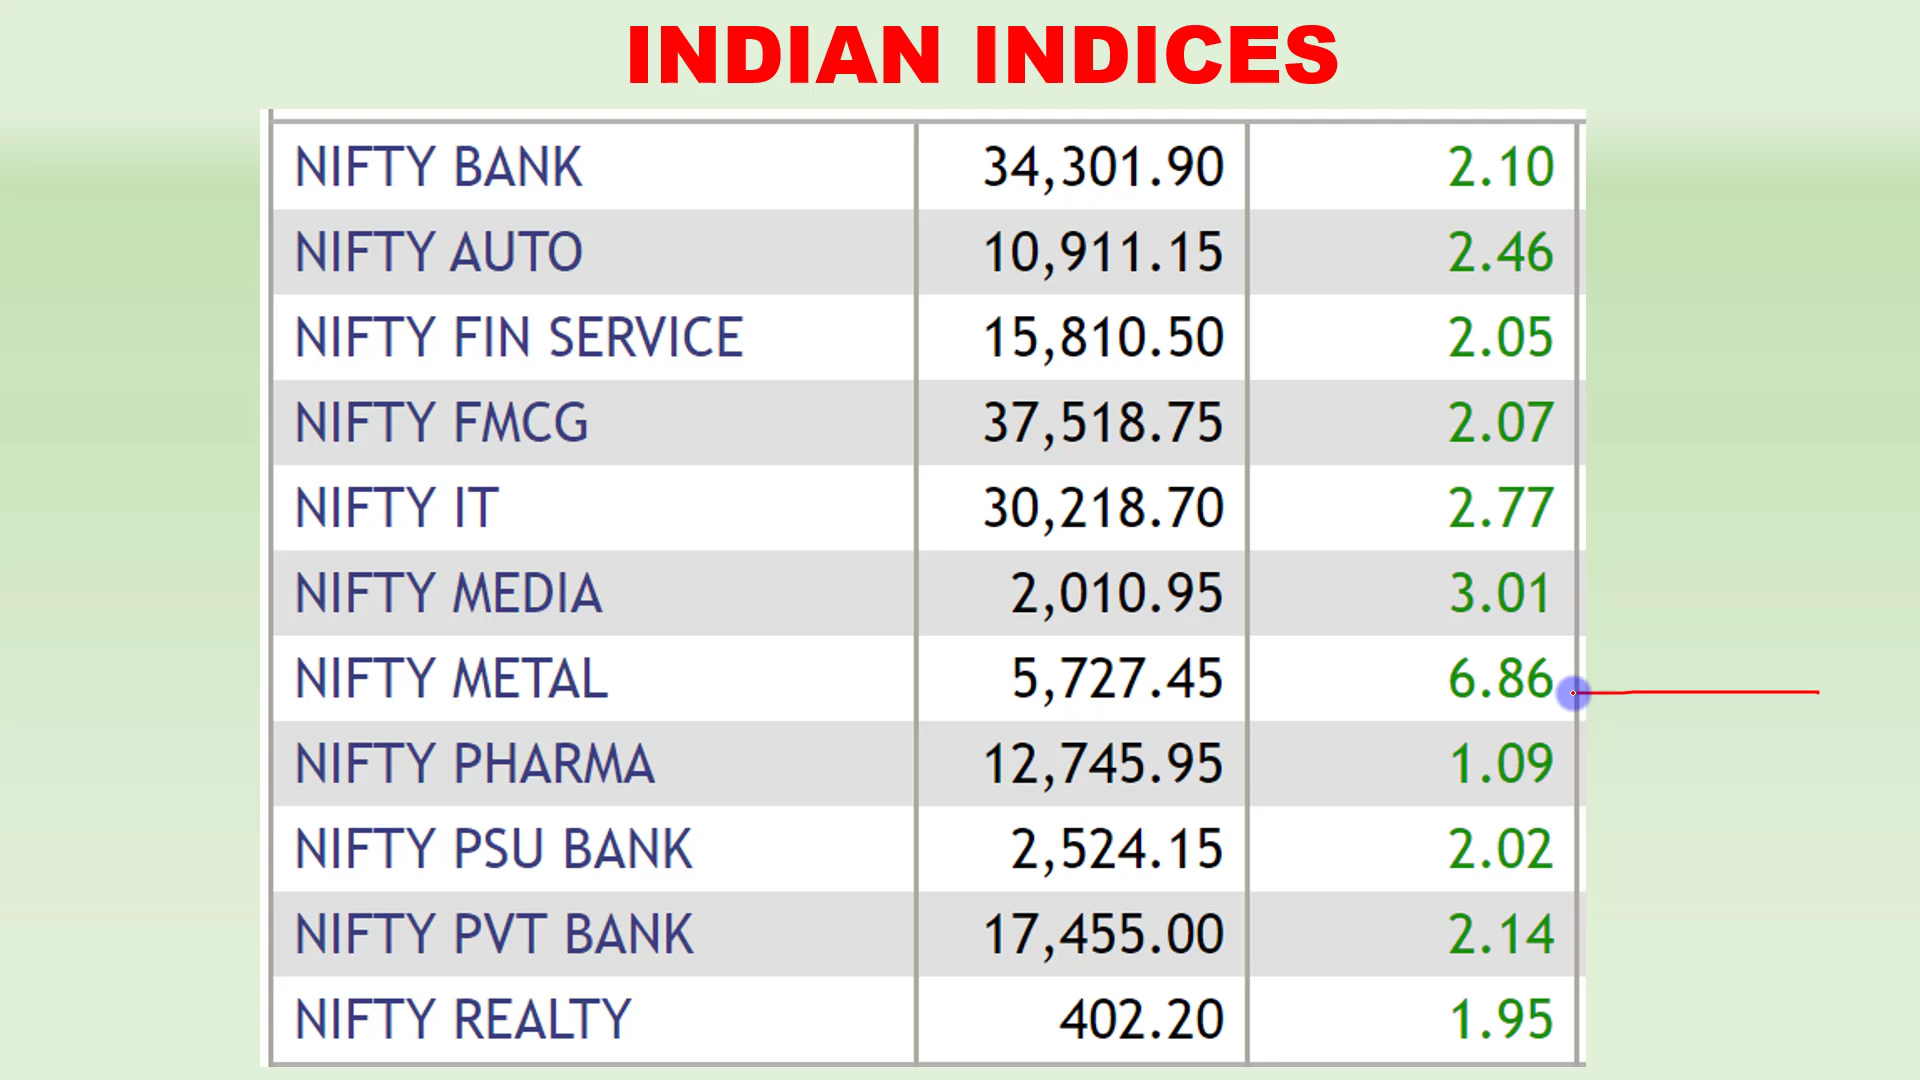 INDIAN INDICES
NIFTY BANK 34,301.90 2.10
NIFTY AUTO 10,911.15 2.46
NIFTY FIN SERVICE 15,810.50 2.05
NIFTY FMCG 37,518.75 2.07
NIFTY IT 30,218.70 2.77
NIFTY MEDIA 2,010.95 3.01
NIFTY METAL 5,727.45 6.86
NIFTY PHARMA 12,745.95 1.09
NIFTY PSU BANK 2,524.15 2.02
NIFTY PVT BANK 17,455.00 2.14
NIFTY REALTY 402.20 1.95